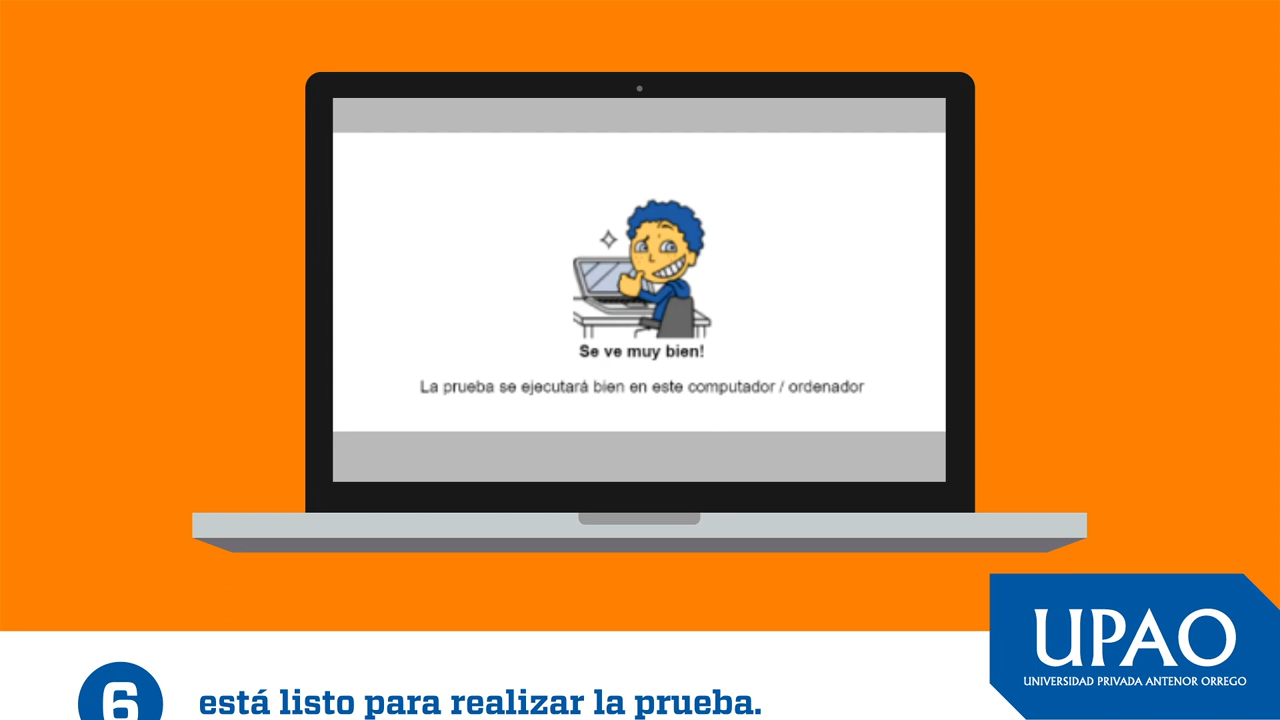 Se ve muy bien!
La prueba se ejecutará bien en este computador / ordenador
UPAO
UNIVERSIDAD PRIVADA ANTENOR ORREGO
6
está listo para realizar la prueba.